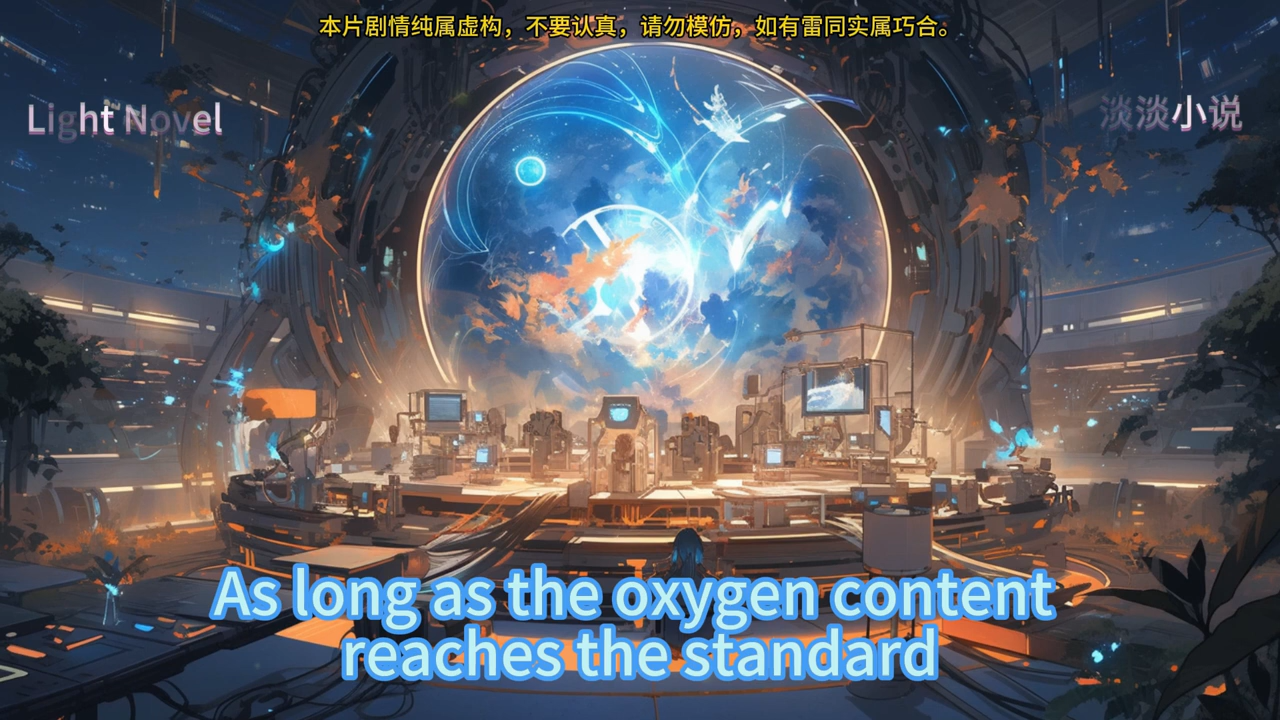 本片剧情纯属虚构，不要认真，请勿模仿，如有雷同实属巧合。
Light Novel
淡淡小说
As long as the oxygen content
reaches the standard